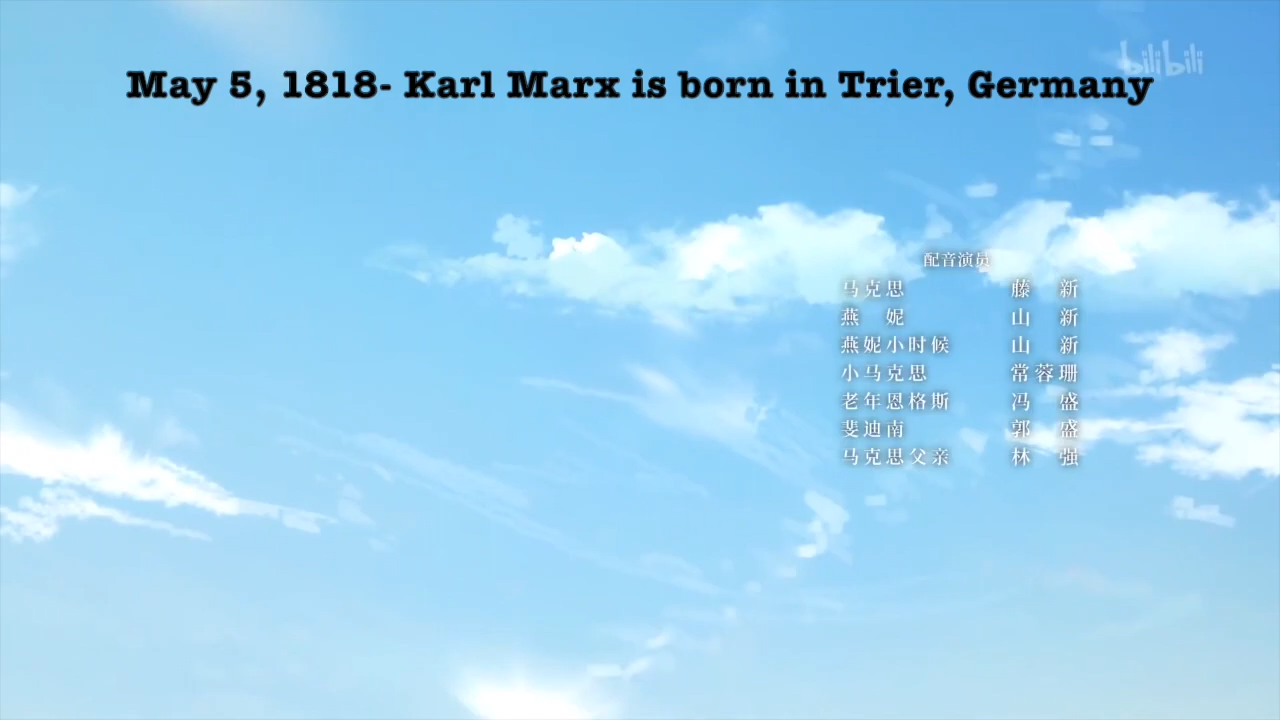 May 5, 1818- Karl Marx is born in Trier, Germany
bilibili
配音演员
马克思 藤 新
燕 妮 山 新
燕妮小时候 山 新
小马克思 常蓉珊
老年恩格斯 冯 盛
斐迪南 郭 盛
马克思父亲 林 强